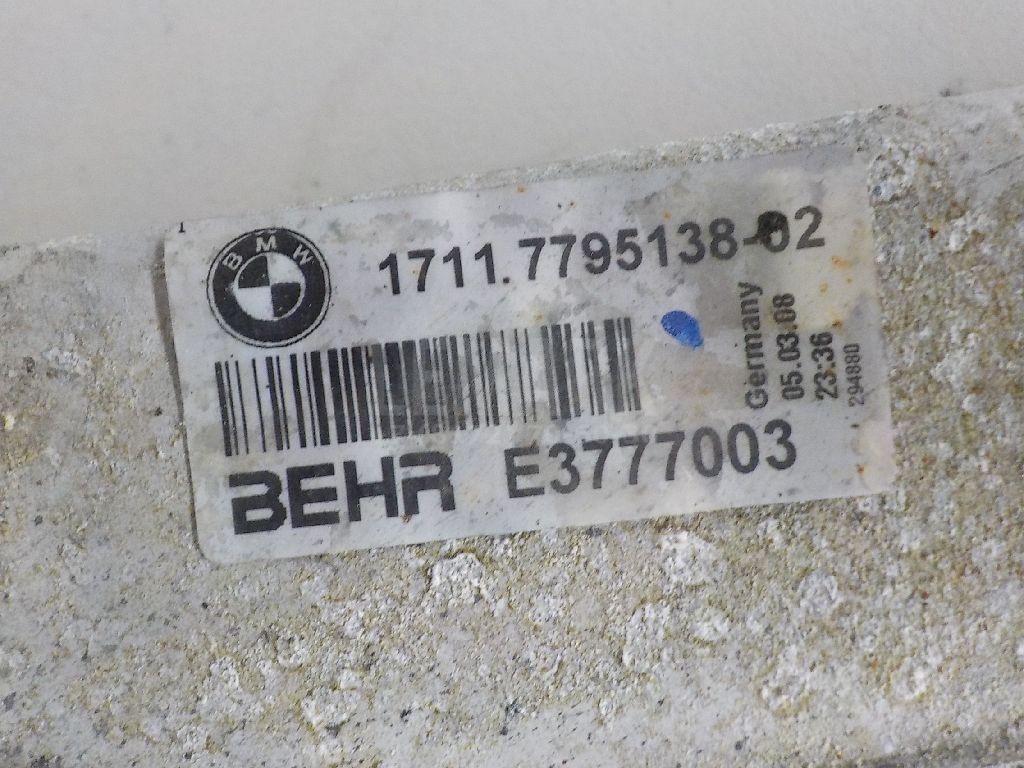 BMW
1711.7795138-02
Germany
05.03.08
23:36
294880
BEHR E3777003